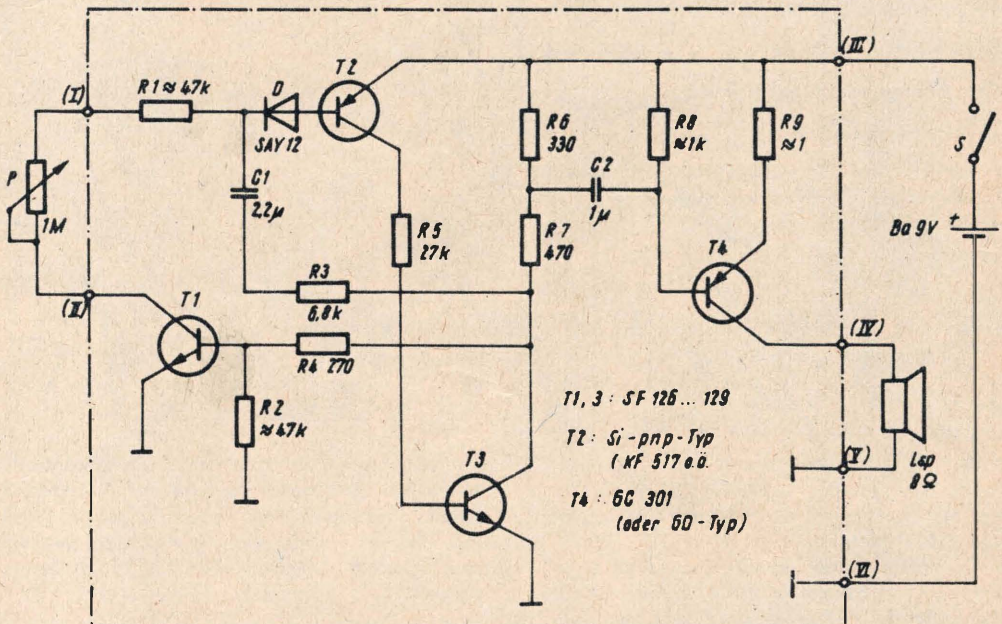 (III)
(I)
R1 ≈ 47k
D
SAY 12
T2
R6
330
R8
≈1k
R9
≈1
S
P
1M
C1
2,2µ
C2
1µ
R5
27k
R7
470
Ba 9V
+
T4
(II)
T1
R3
6,8k
(IV)
R4 270
R2
≈47k
T1, 3 : SF 126 ... 129
T2 : Si-pnp-Typ
(KF 517 o.ä.
T4 : GC 301
(oder GD-Typ)
T3
(V)
Lsp
8Ω
(VI)